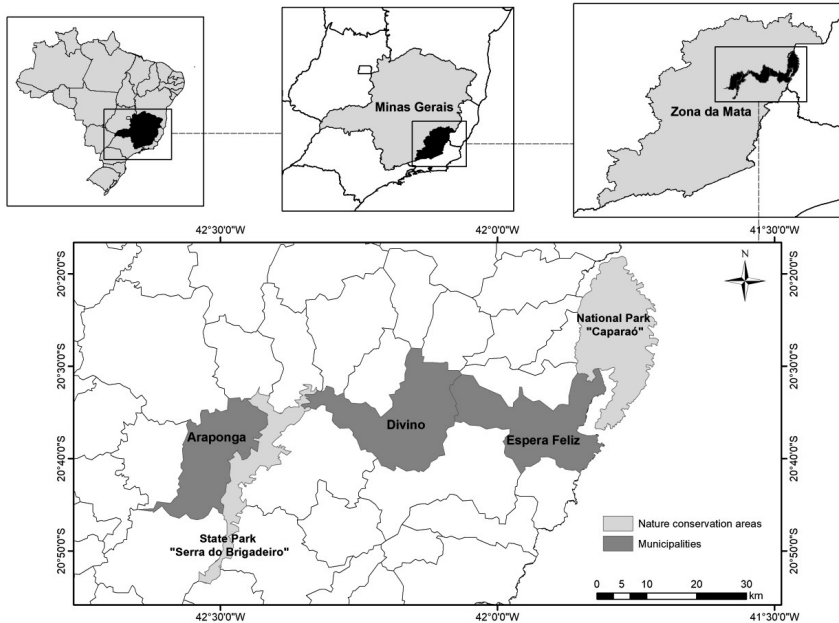 Minas Gerais
Zona da Mata
42°30'0"W
42°0'0"W
41°30'0"W
20°20'0"S
20°30'0"S
20°40'0"S
20°50'0"S
20°20'0"S
20°30'0"S
20°40'0"S
20°50'0"S
N
National Park
"Caparaó"
Araponga
Divino
Espera Feliz
State Park
"Serra do Brigadeiro"
Nature conservation areas
Municipalities
0 5 10 20 30
km
42°30'0"W
42°0'0"W
41°30'0"W